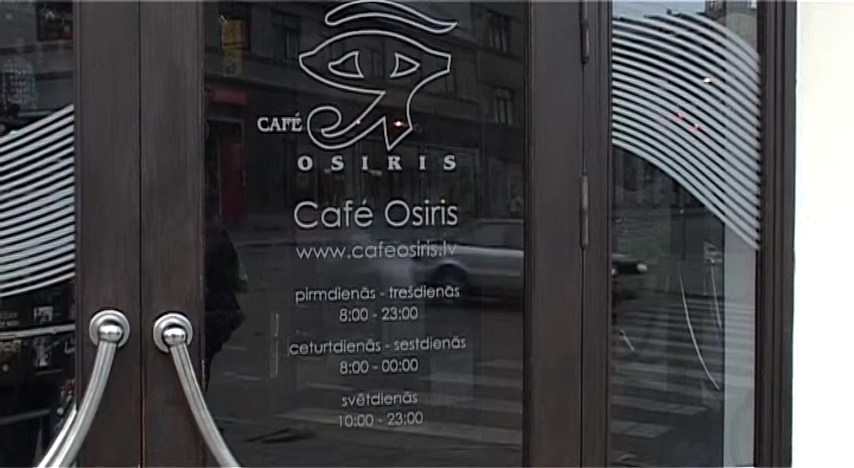 CAFÉ
OSIRIS
Café Osiris
www.cafeosiris.lv
pirmdienās - trešdienās
8:00 - 23:00
ceturtdienās - sestdienās
8:00 - 00:00
svētdienās
10:00 - 23:00